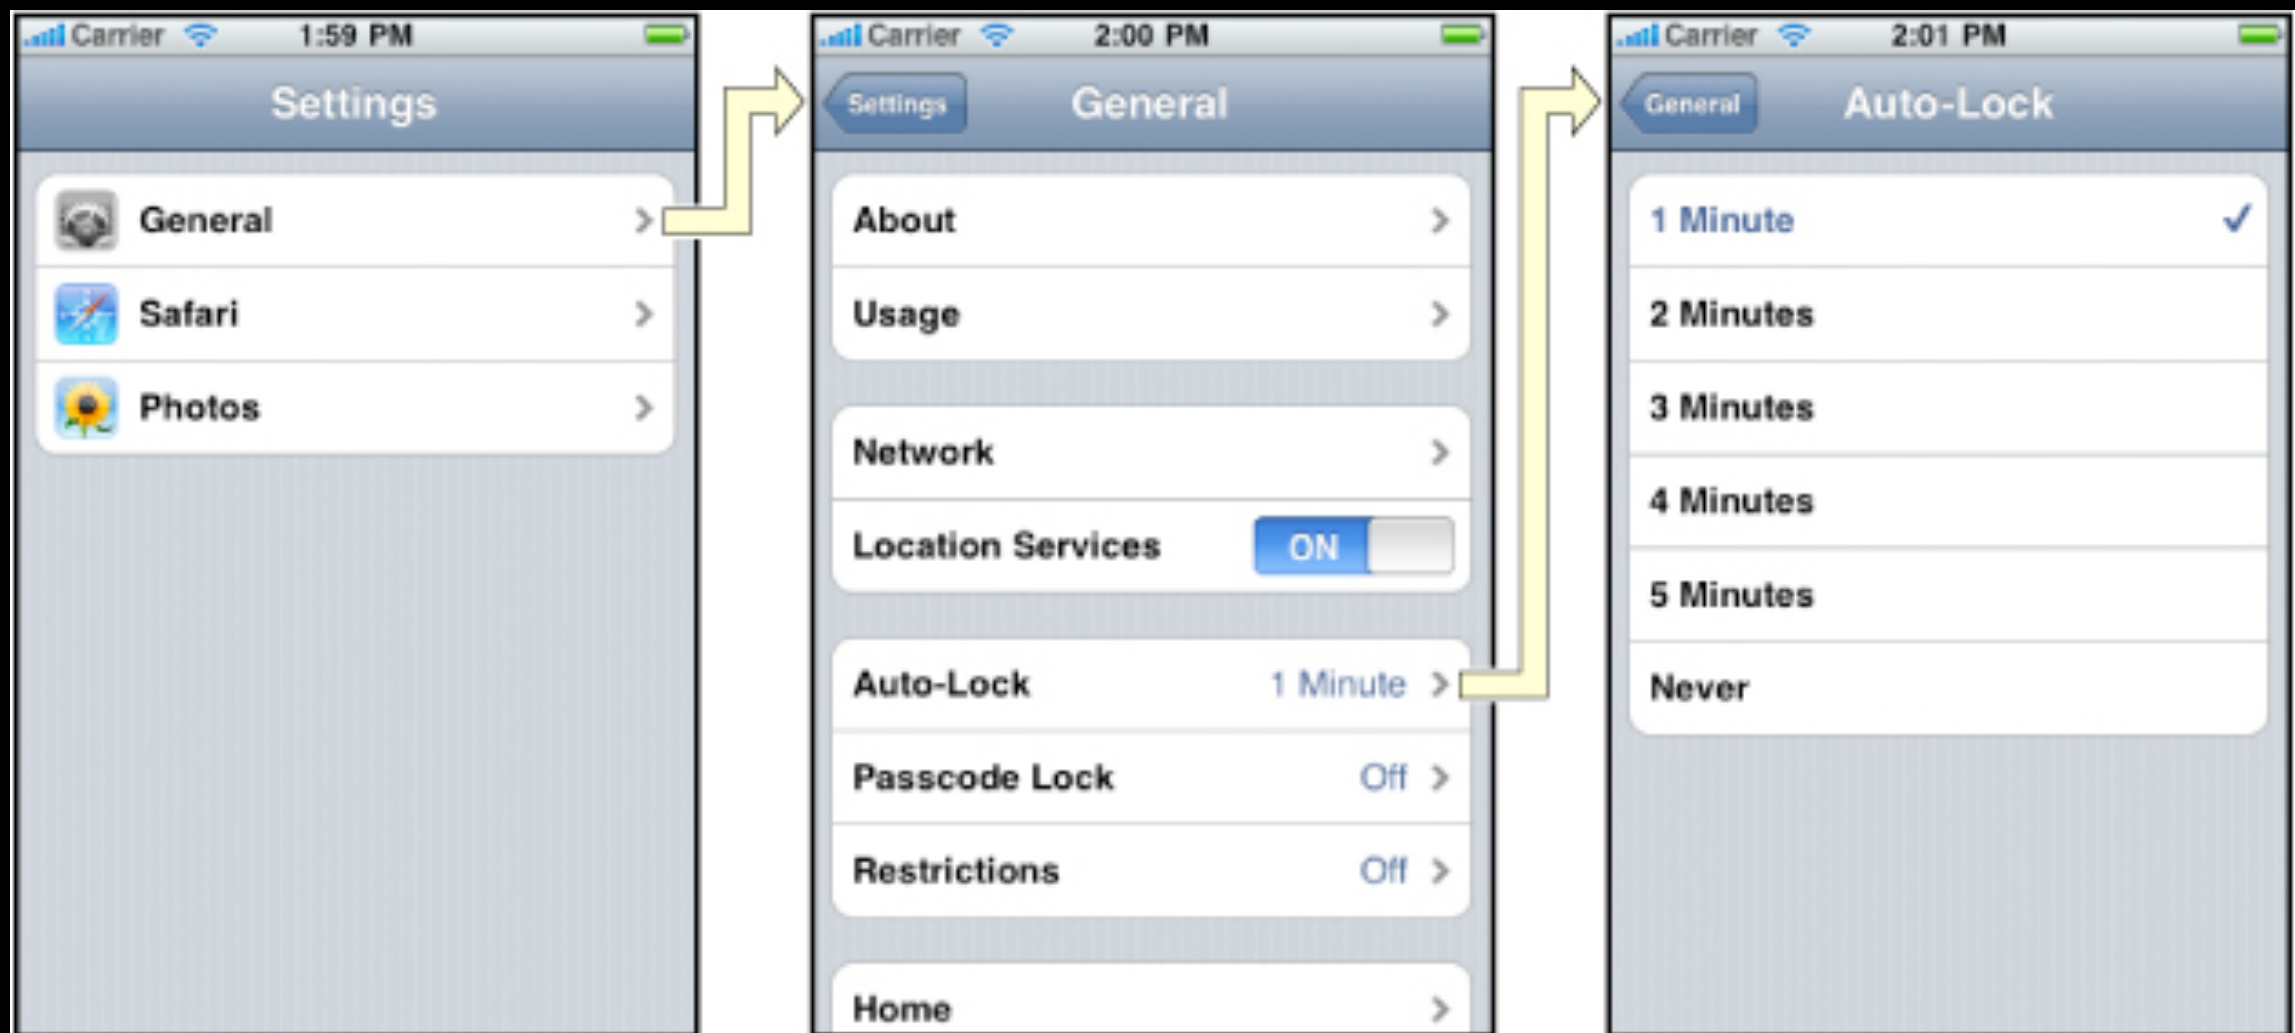 Carrier 1:59 PM
Settings
General
Safari
Photos
Carrier 2:00 PM
Settings General
About
Usage
Network
Location Services ON
Auto-Lock 1 Minute
Passcode Lock Off
Restrictions Off
Home
Carrier 2:01 PM
General Auto-Lock
1 Minute
2 Minutes
3 Minutes
4 Minutes
5 Minutes
Never